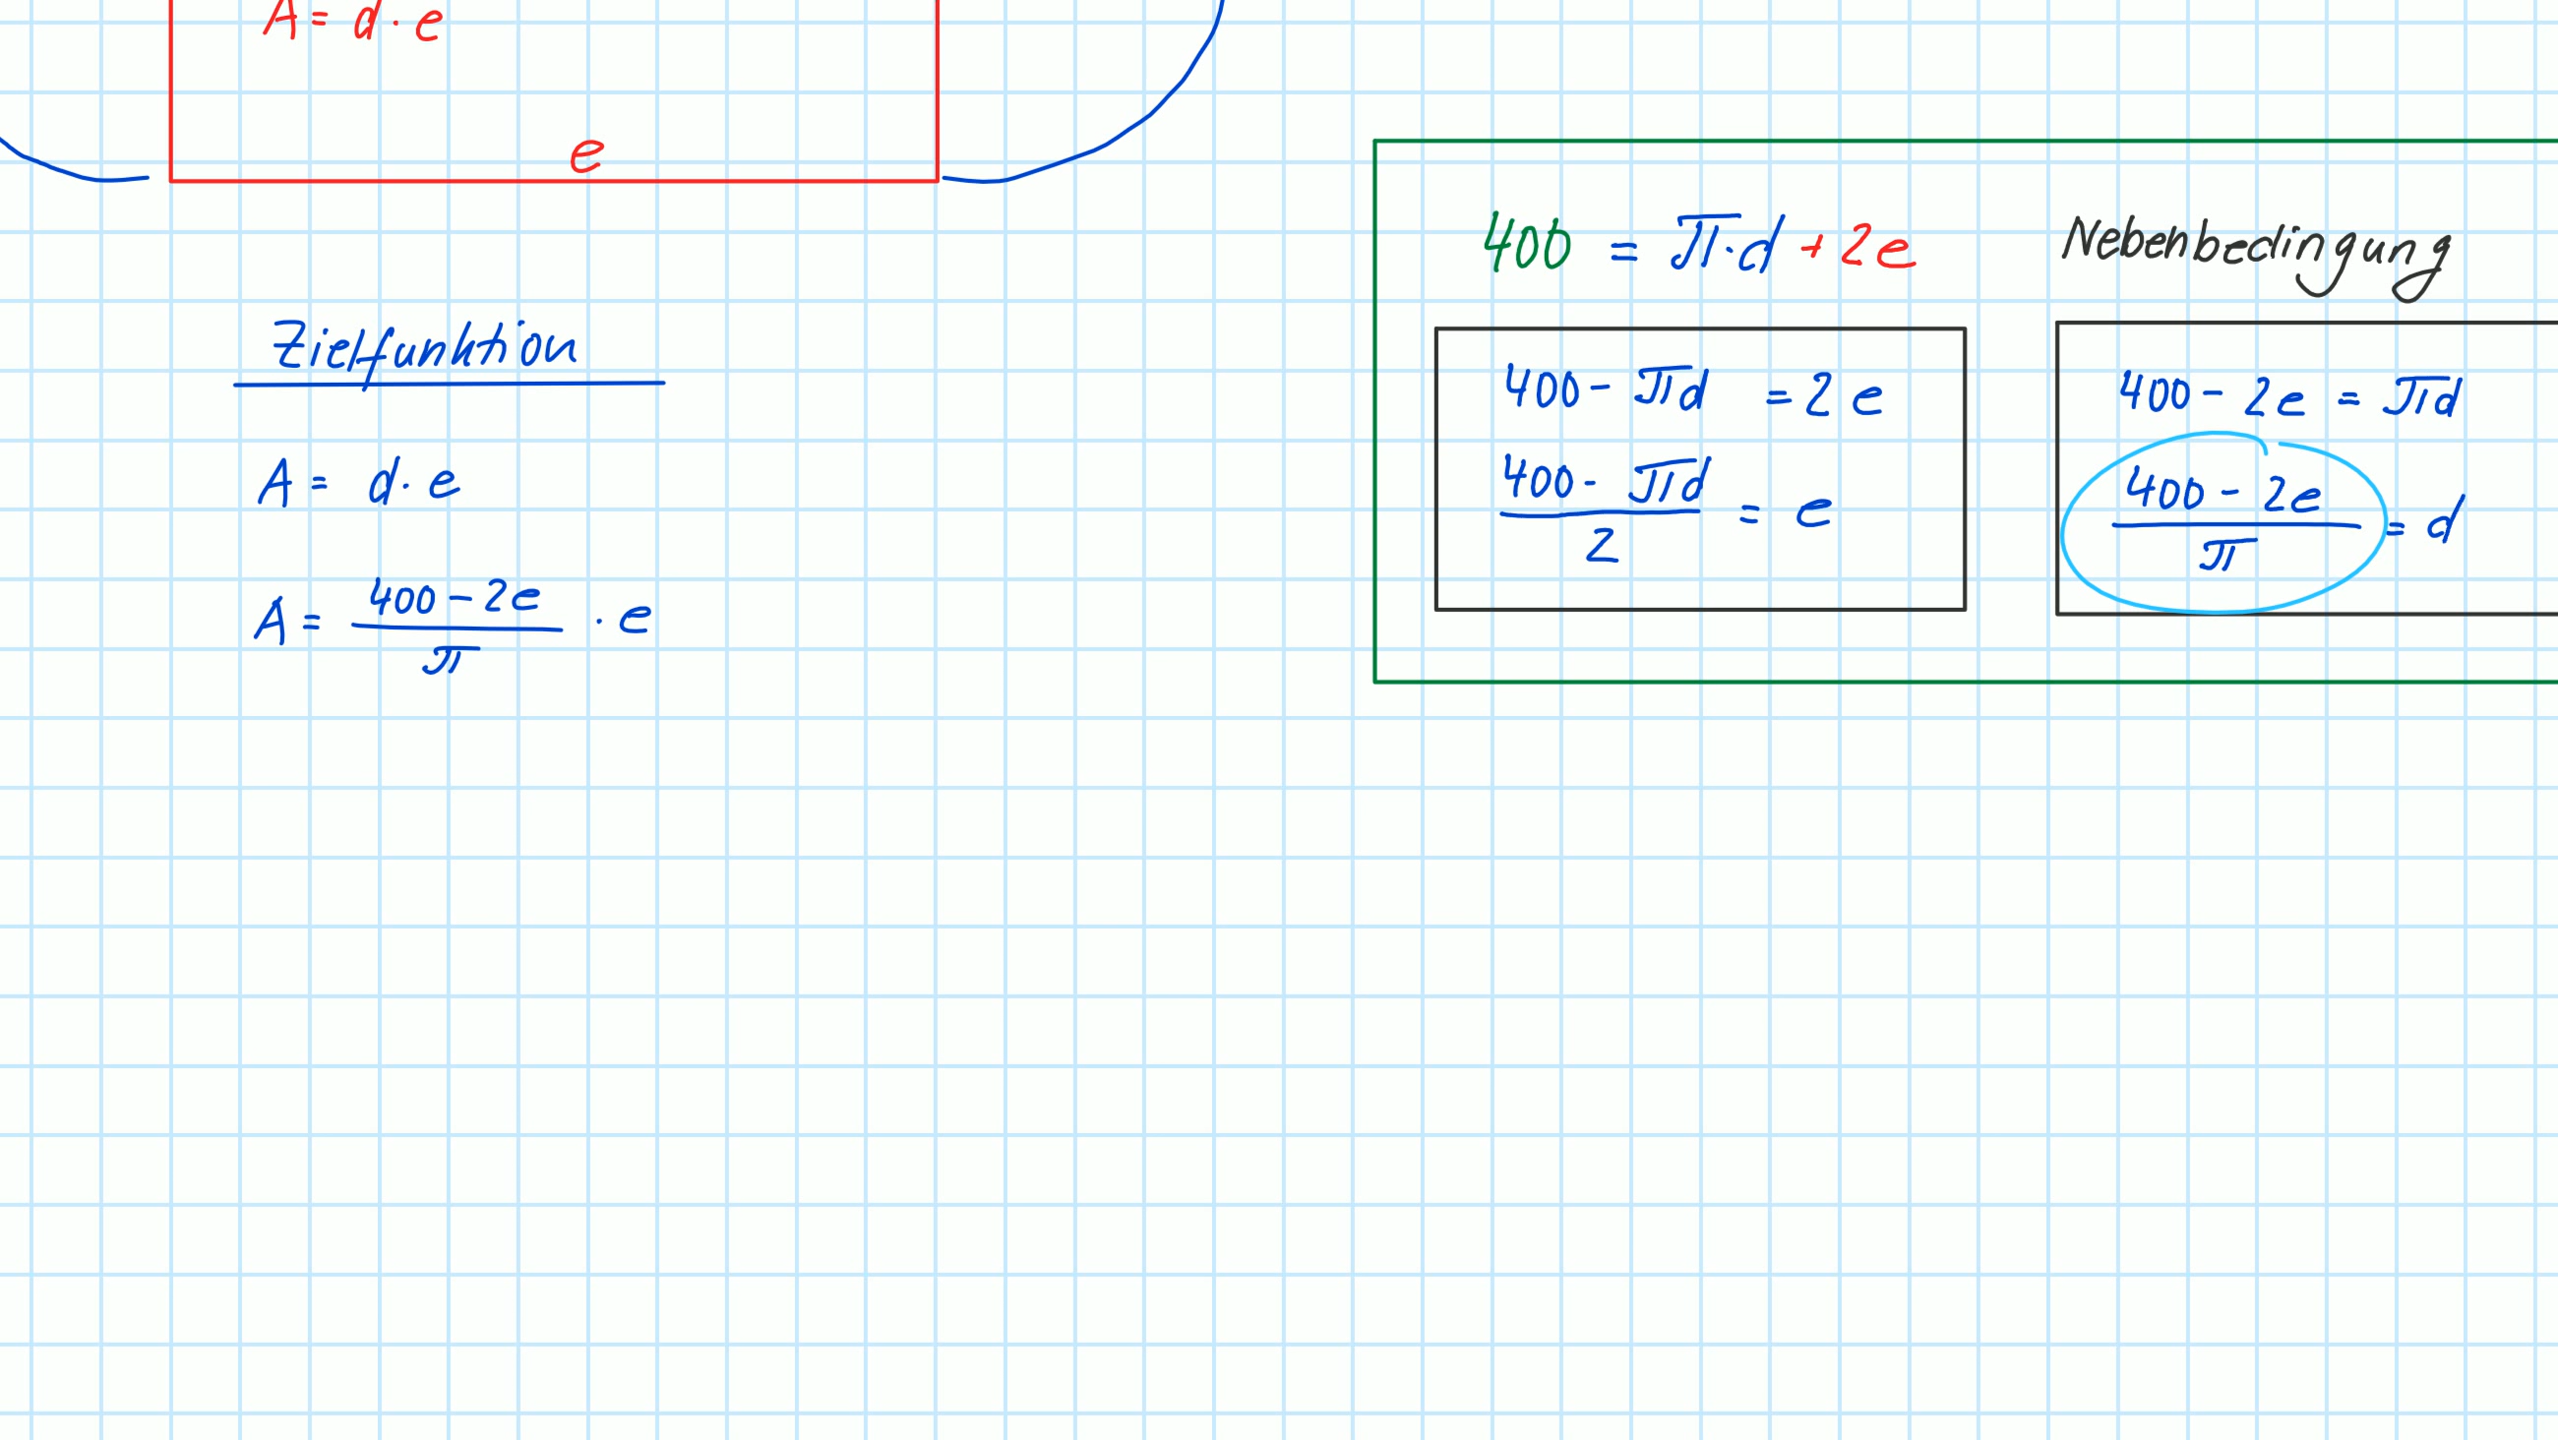 A = d · e
e
400 = π · d + 2e
Nebenbedingung
400 - πd = 2e
(400 - πd)/2 = e
400 - 2e = πd
(400 - 2e)/π = d
Zielfunktion
A = d · e
A = (400 - 2e)/π · e